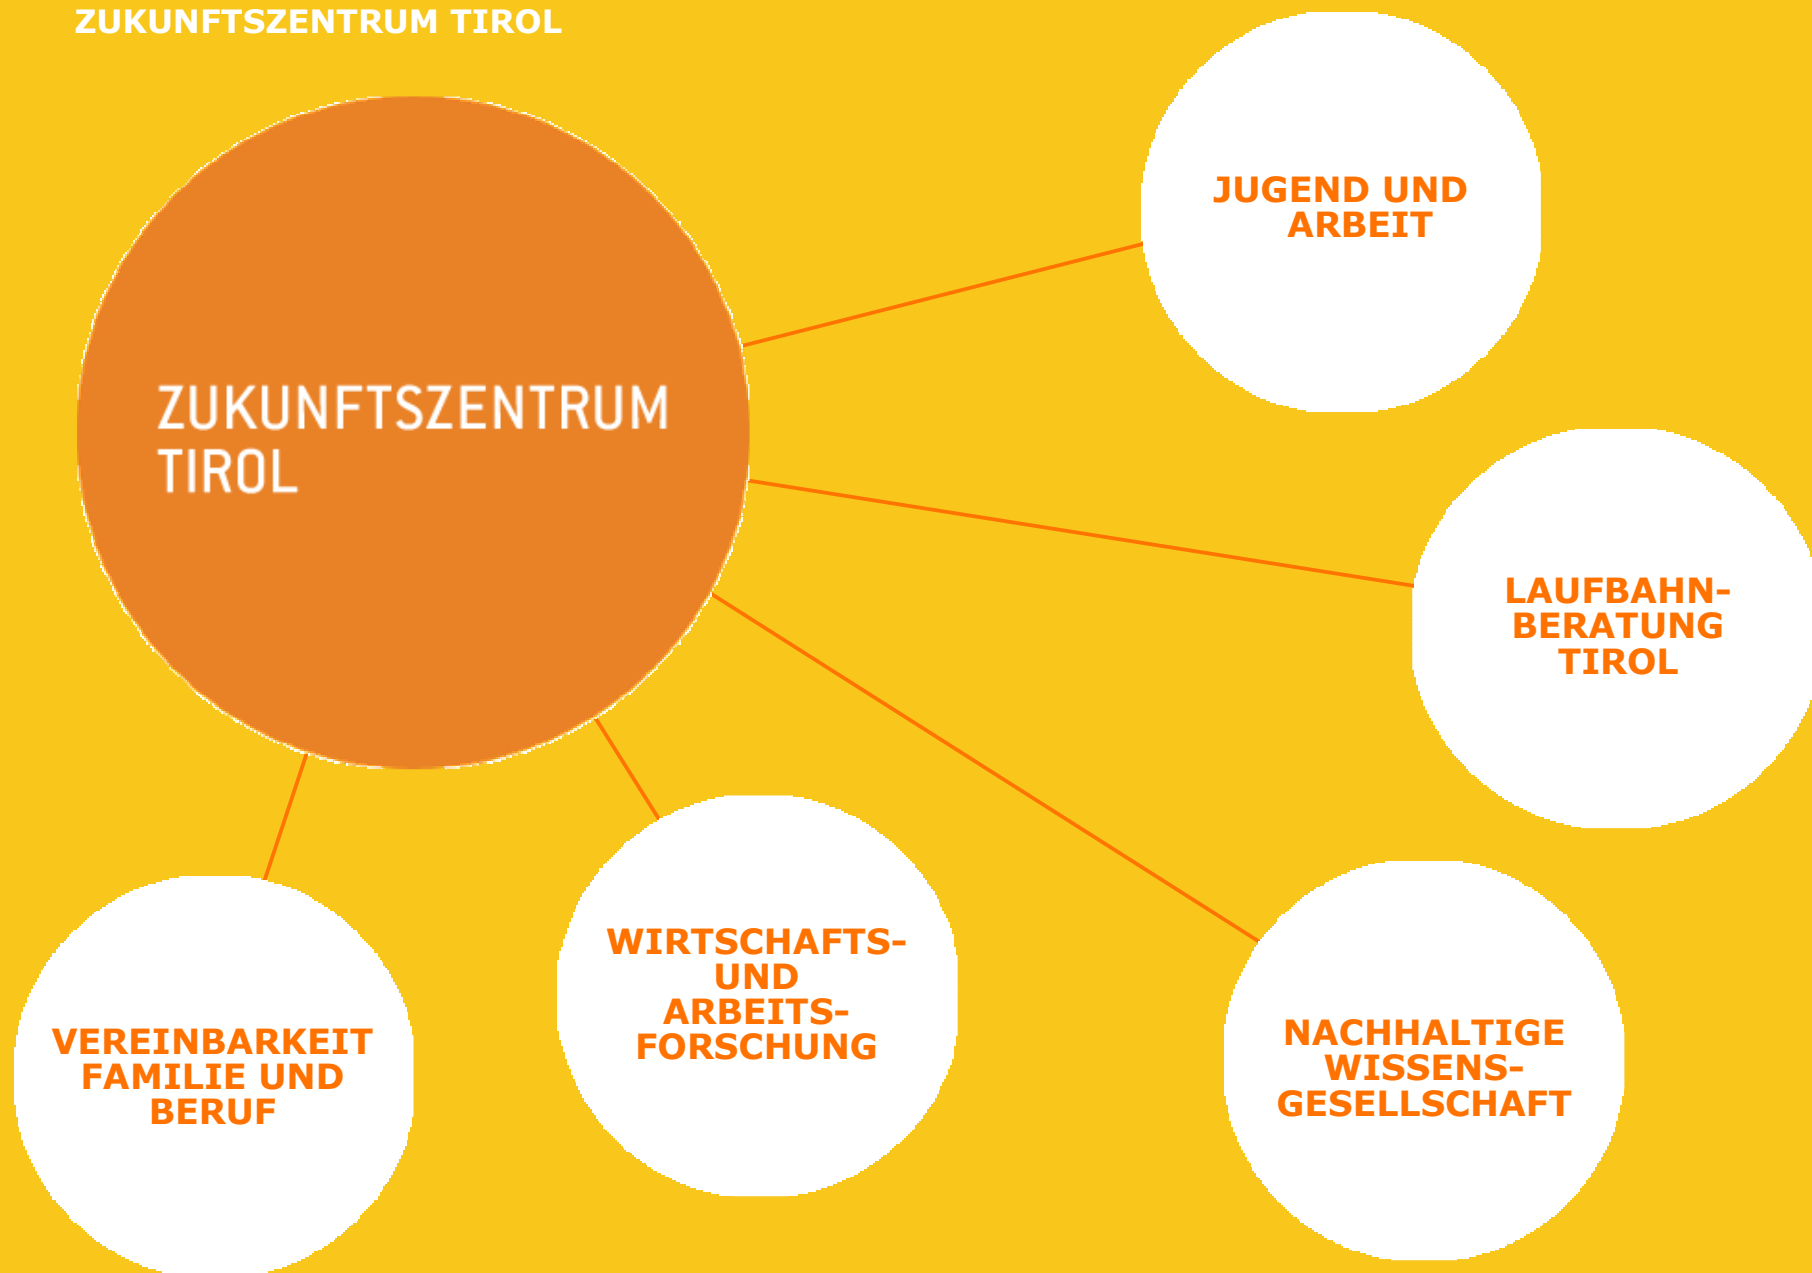 ZUKUNFTSZENTRUM TIROL
ZUKUNFTSZENTRUM
TIROL
JUGEND UND
ARBEIT
LAUFBAHN-
BERATUNG
TIROL
NACHHALTIGE
WISSENS-
GESELLSCHAFT
WIRTSCHAFTS-
UND
ARBEITS-
FORSCHUNG
VEREINBARKEIT
FAMILIE UND
BERUF